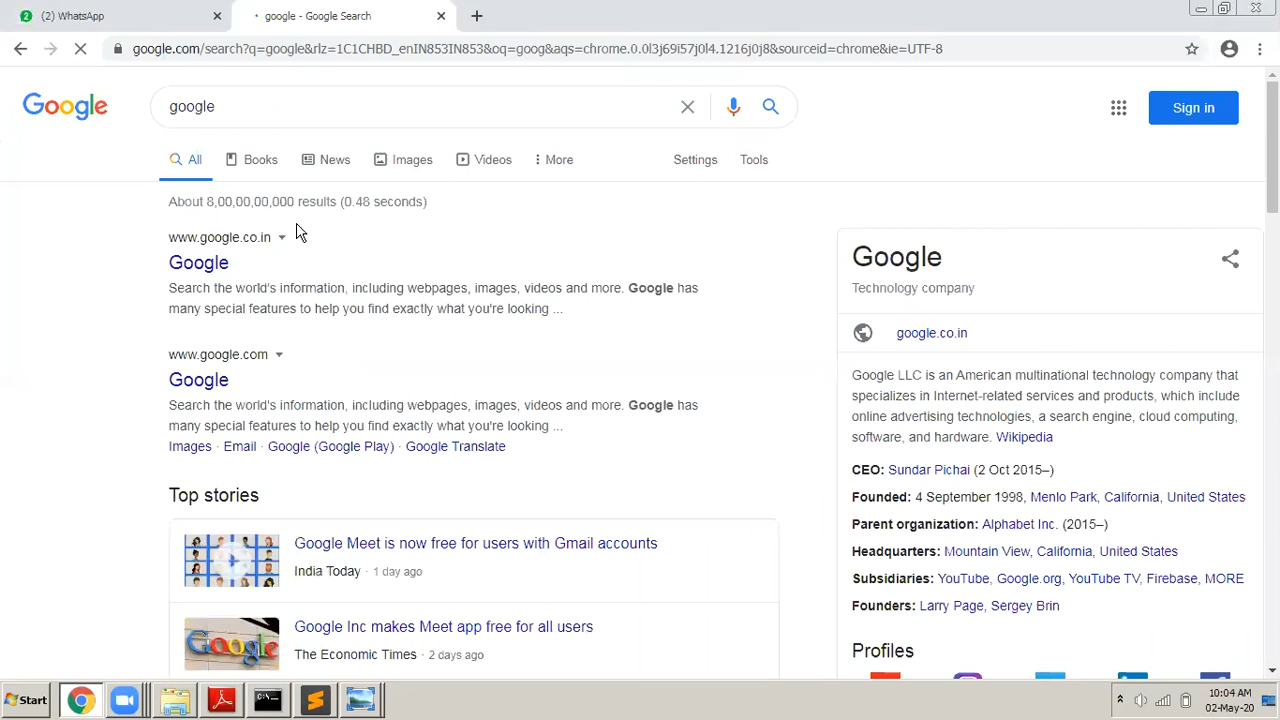 (2) WhatsApp
google - Google Search
google.com/search?q=google&rlz=1C1CHBD_enIN853IN853&oq=goog&aqs=chrome.0.0l3j69i57j0l4.1216j0j8&sourceid=chrome&ie=UTF-8
Google
google
Sign in
All
Books
News
Images
Videos
More
Settings
Tools
About 8,00,00,00,000 results (0.48 seconds)
www.google.co.in
Google
Search the world's information, including webpages, images, videos and more. Google has
many special features to help you find exactly what you're looking ...
www.google.com
Google
Search the world's information, including webpages, images, videos and more. Google has
many special features to help you find exactly what you're looking ...
Images · Email · Google (Google Play) · Google Translate
Top stories
Google Meet is now free for users with Gmail accounts
India Today · 1 day ago
Google
Google Inc makes Meet app free for all users
The Economic Times · 2 days ago
Google
Technology company
google.co.in
Google LLC is an American multinational technology company that
specializes in Internet-related services and products, which include
online advertising technologies, a search engine, cloud computing,
software, and hardware. Wikipedia
CEO: Sundar Pichai (2 Oct 2015–)
Founded: 4 September 1998, Menlo Park, California, United States
Parent organization: Alphabet Inc. (2015–)
Headquarters: Mountain View, California, United States
Subsidiaries: YouTube, Google.org, YouTube TV, Firebase, MORE
Founders: Larry Page, Sergey Brin
Profiles
Start
10:04 AM
02-May-20